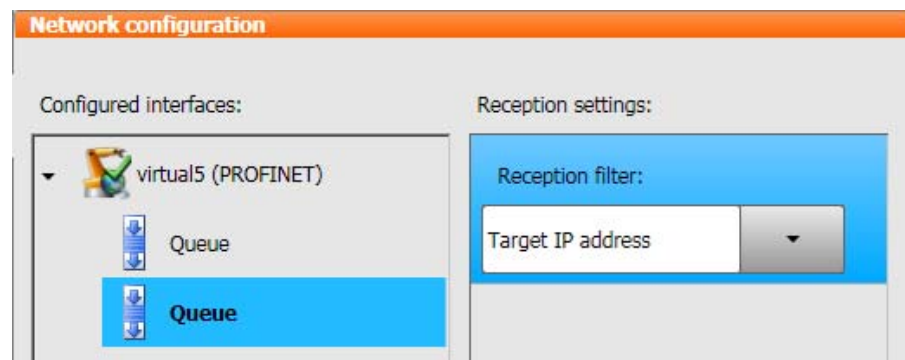 Network configuration
Configured interfaces:
Reception settings:
virtual5 (PROFINET)
Reception filter:
Queue
Target IP address
Queue